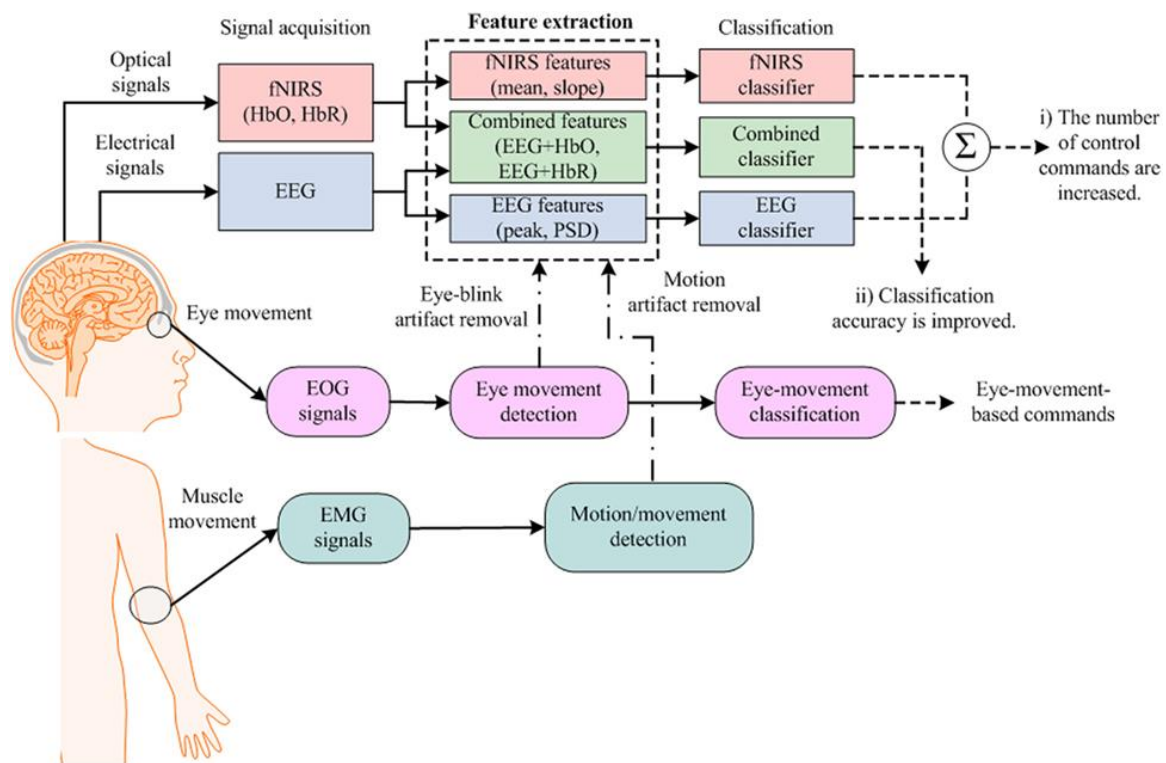 Signal acquisition
Feature extraction
Classification
Optical
signals
fNIRS
(HbO, HbR)
fNIRS features
(mean, slope)
fNIRS
classifier
Electrical
signals
EEG
Combined features
(EEG+HbO,
EEG+HbR)
Combined
classifier
EEG features
(peak, PSD)
EEG
classifier
Σ
i) The number
of control
commands are
increased.
ii) Classification
accuracy is improved.
Eye-blink
artifact removal
Motion
artifact removal
Eye movement
EOG
signals
Eye movement
detection
Eye-movement
classification
Eye-movement-
based commands
Muscle
movement
EMG
signals
Motion/movement
detection